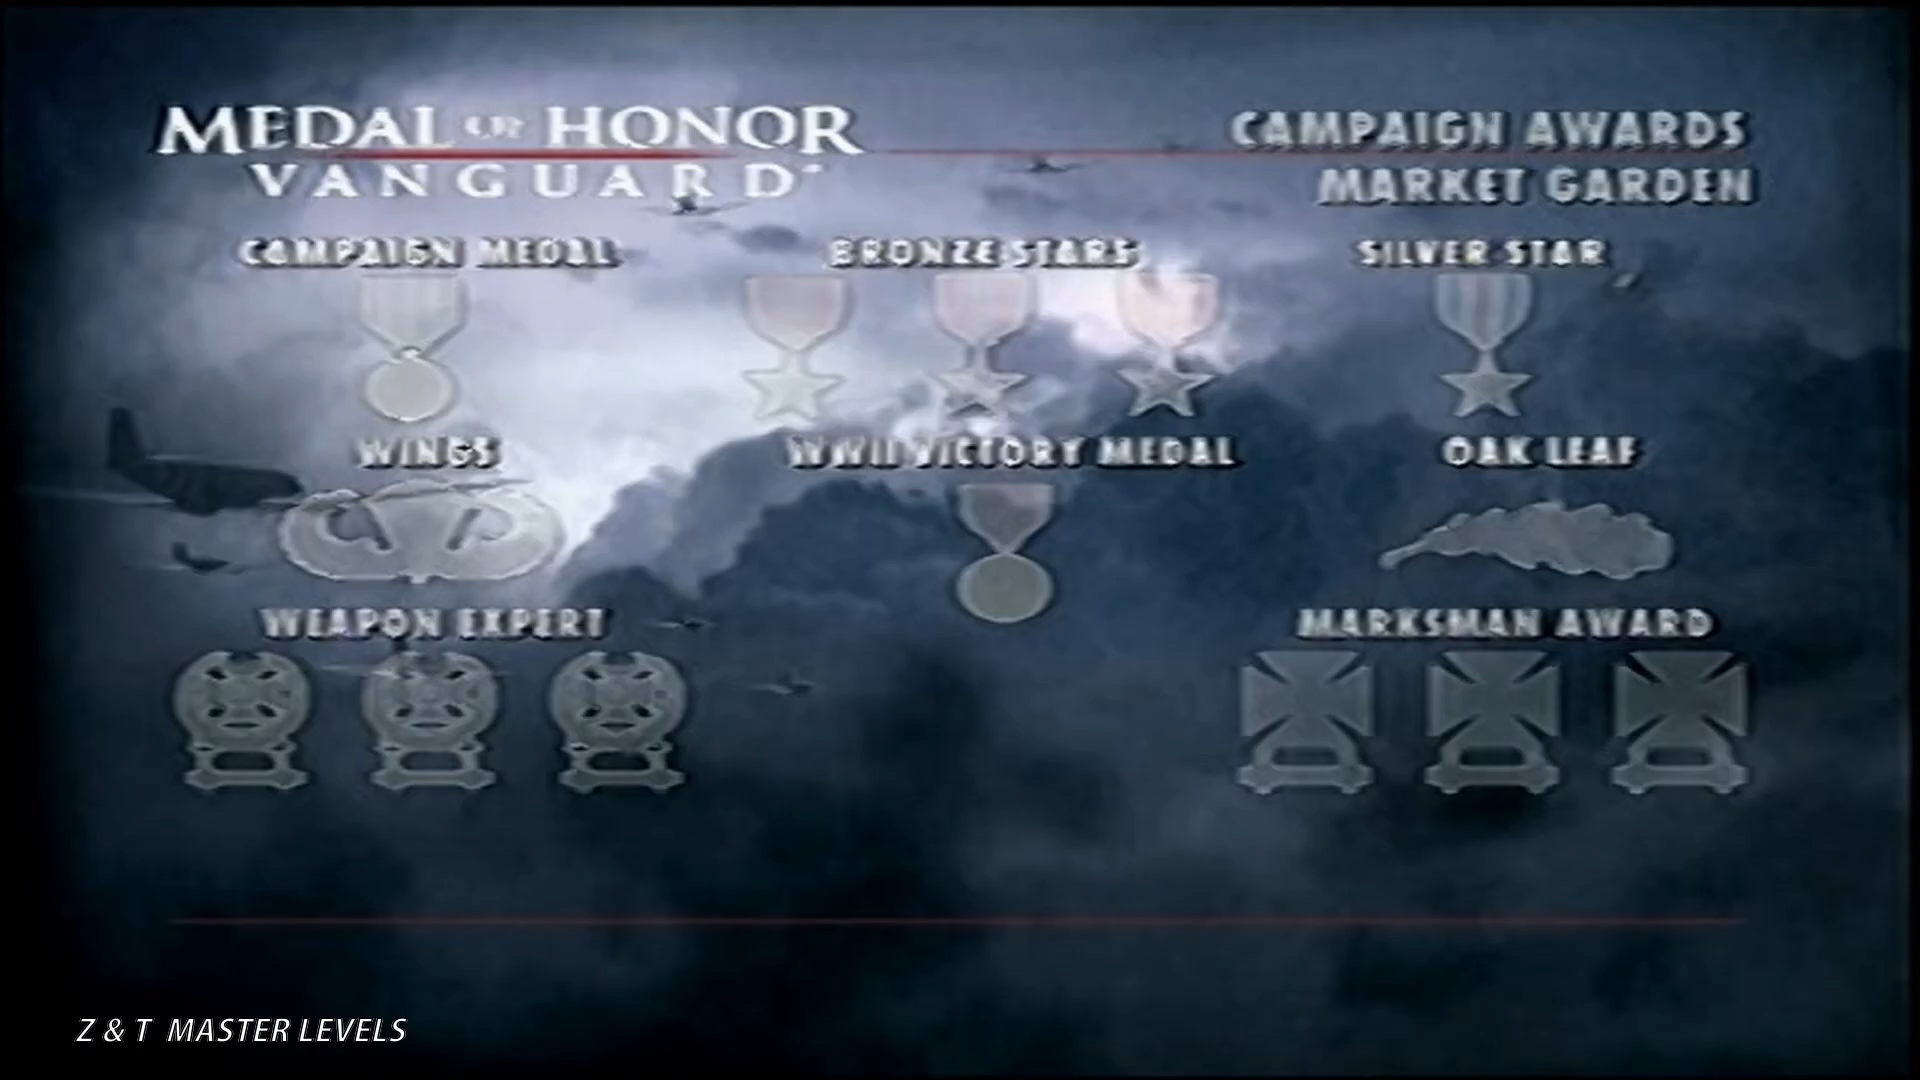 MEDAL OF HONOR
VANGUARD
CAMPAIGN AWARDS
MARKET GARDEN
CAMPAIGN MEDAL
BRONZE STARS
SILVER STAR
WINGS
WWII VICTORY MEDAL
OAK LEAF
WEAPON EXPERT
MARKSMAN AWARD
Z & T MASTER LEVELS